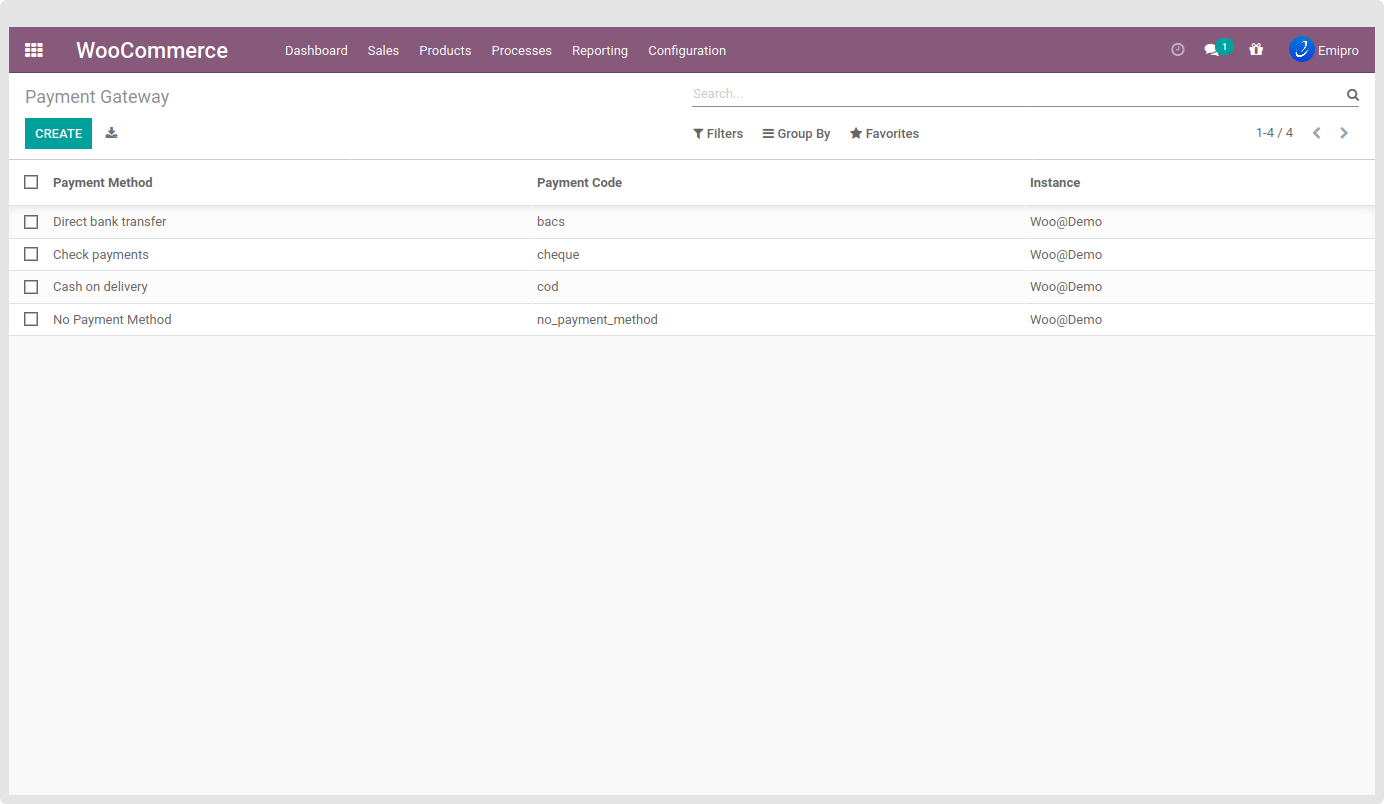 WooCommerce Dashboard Sales Products Processes Reporting Configuration 1 Emipro
Payment Gateway Search...
CREATE Filters Group By Favorites 1-4 / 4
Payment Method Payment Code Instance
Direct bank transfer bacs Woo@Demo
Check payments cheque Woo@Demo
Cash on delivery cod Woo@Demo
No Payment Method no_payment_method Woo@Demo